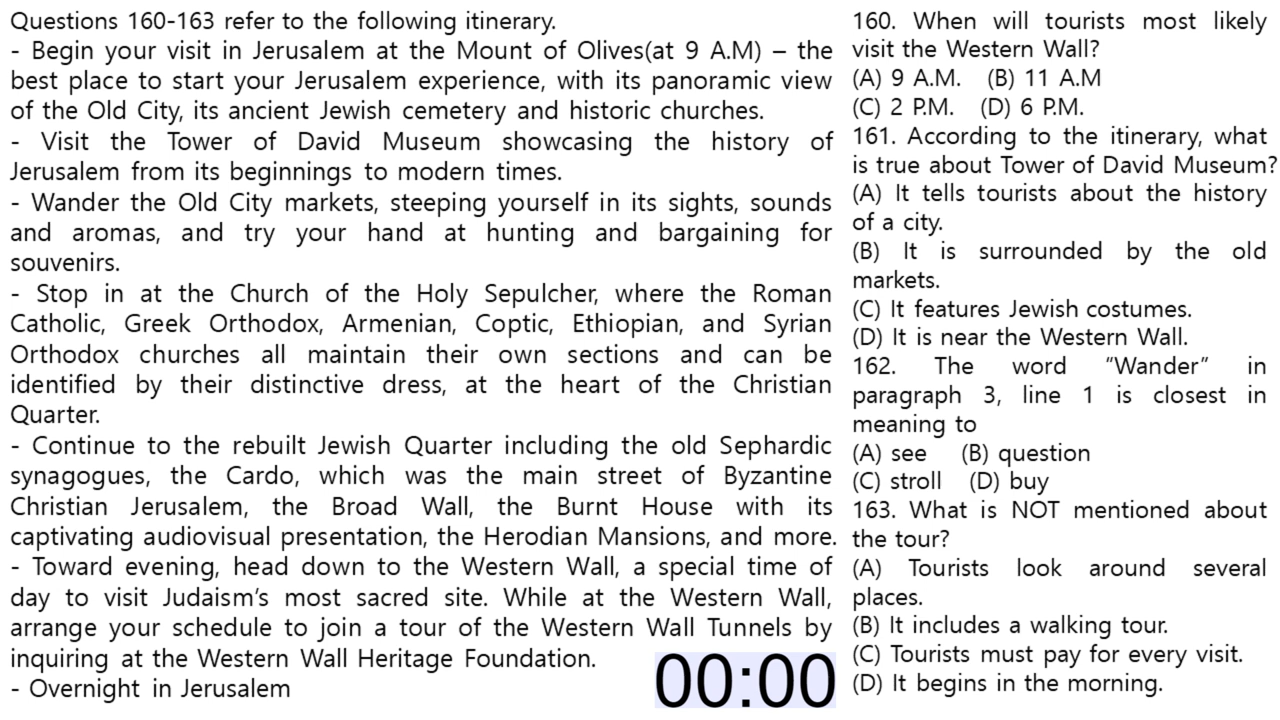 Questions 160-163 refer to the following itinerary.
- Begin your visit in Jerusalem at the Mount of Olives(at 9 A.M) – the
best place to start your Jerusalem experience, with its panoramic view
of the Old City, its ancient Jewish cemetery and historic churches.
- Visit the Tower of David Museum showcasing the history of
Jerusalem from its beginnings to modern times.
- Wander the Old City markets, steeping yourself in its sights, sounds
and aromas, and try your hand at hunting and bargaining for
souvenirs.
- Stop in at the Church of the Holy Sepulcher, where the Roman
Catholic, Greek Orthodox, Armenian, Coptic, Ethiopian, and Syrian
Orthodox churches all maintain their own sections and can be
identified by their distinctive dress, at the heart of the Christian
Quarter.
- Continue to the rebuilt Jewish Quarter including the old Sephardic
synagogues, the Cardo, which was the main street of Byzantine
Christian Jerusalem, the Broad Wall, the Burnt House with its
captivating audiovisual presentation, the Herodian Mansions, and more.
- Toward evening, head down to the Western Wall, a special time of
day to visit Judaism’s most sacred site. While at the Western Wall,
arrange your schedule to join a tour of the Western Wall Tunnels by
inquiring at the Western Wall Heritage Foundation.
- Overnight in Jerusalem
00:00
160. When will tourists most likely
visit the Western Wall?
(A) 9 A.M. (B) 11 A.M
(C) 2 P.M. (D) 6 P.M.
161. According to the itinerary, what
is true about Tower of David Museum?
(A) It tells tourists about the history
of a city.
(B) It is surrounded by the old
markets.
(C) It features Jewish costumes.
(D) It is near the Western Wall.
162. The word “Wander” in
paragraph 3, line 1 is closest in
meaning to
(A) see (B) question
(C) stroll (D) buy
163. What is NOT mentioned about
the tour?
(A) Tourists look around several
places.
(B) It includes a walking tour.
(C) Tourists must pay for every visit.
(D) It begins in the morning.